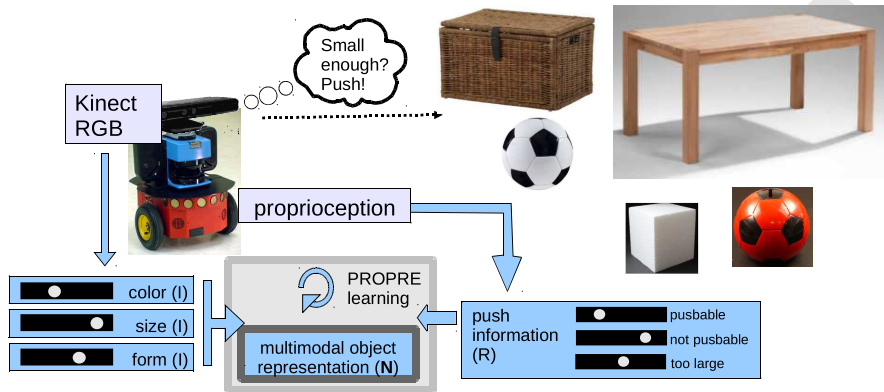 Small
enough?
Push!
Kinect
RGB
proprioception
color (I)
size (I)
form (I)
PROPRE
learning
multimodal object
representation (N)
push
information
(R)
pusbable
not pusbable
too large